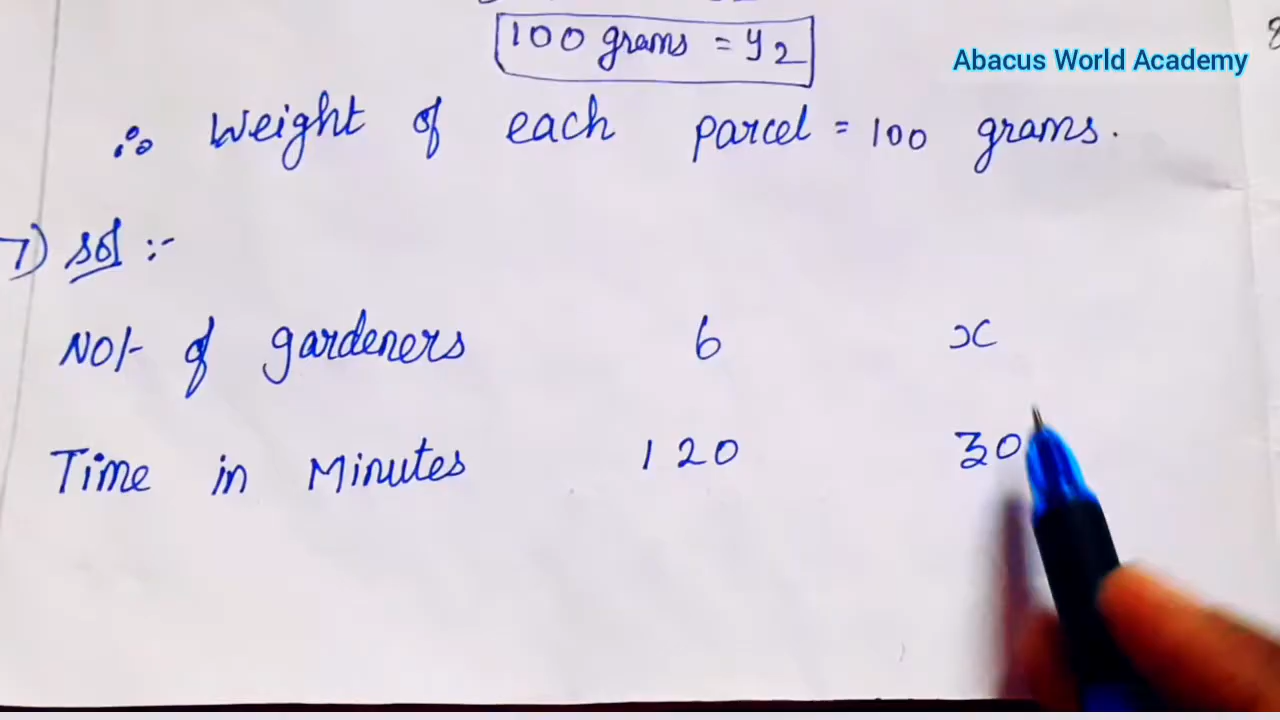 100 grams = y2
Abacus World Academy
∴ Weight of each parcel = 100 grams.
7) Sol :-
NO/- of gardeners 6 x
Time in Minutes 120 30